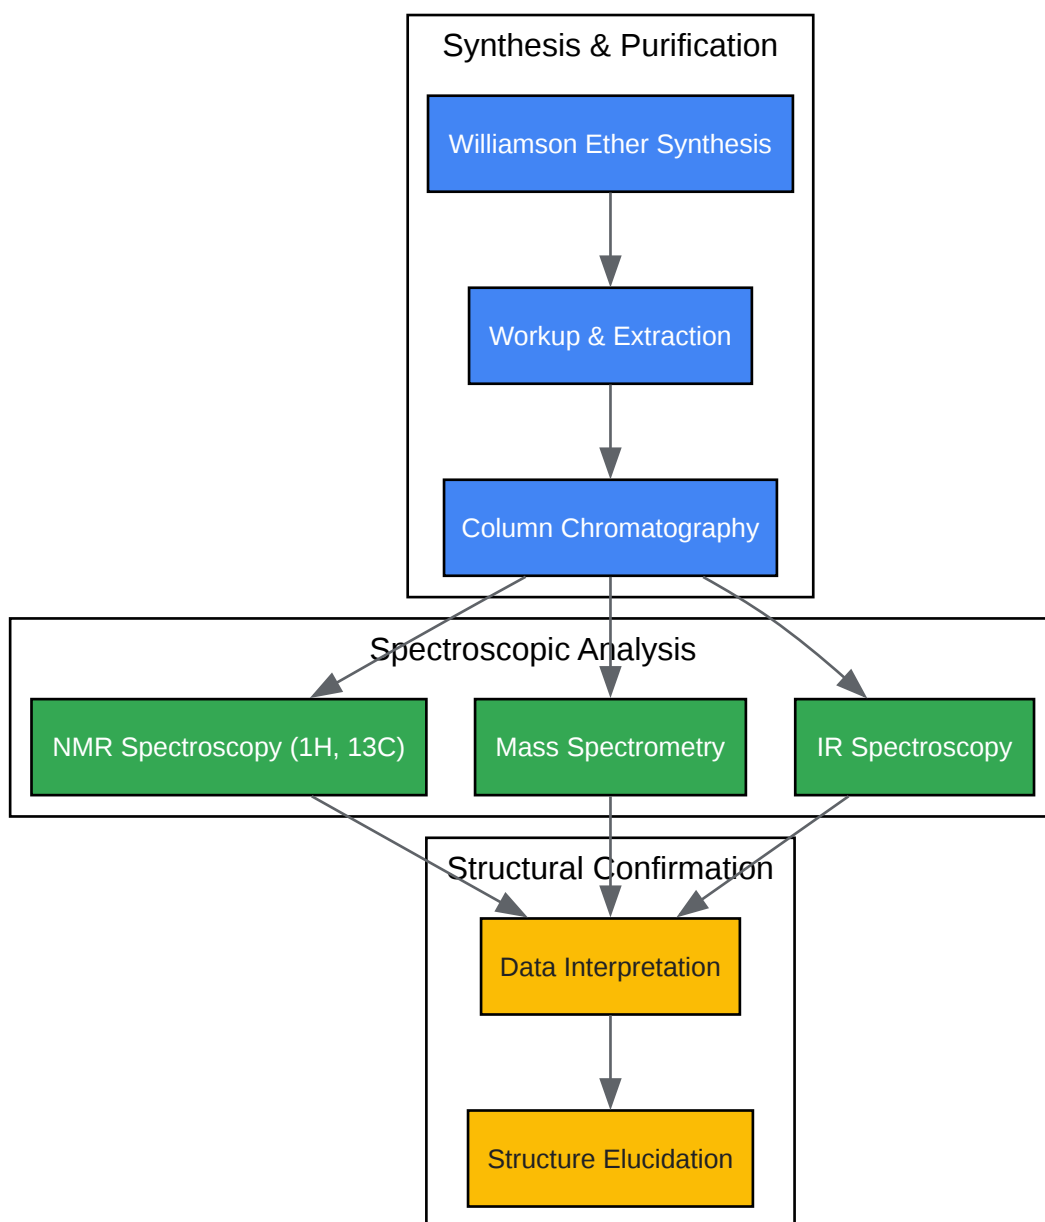 Synthesis & Purification
Williamson Ether Synthesis
Workup & Extraction
Column Chromatography
Spectroscopic Analysis
NMR Spectroscopy (1H, 13C)
Mass Spectrometry
IR Spectroscopy
Structural Confirmation
Data Interpretation
Structure Elucidation